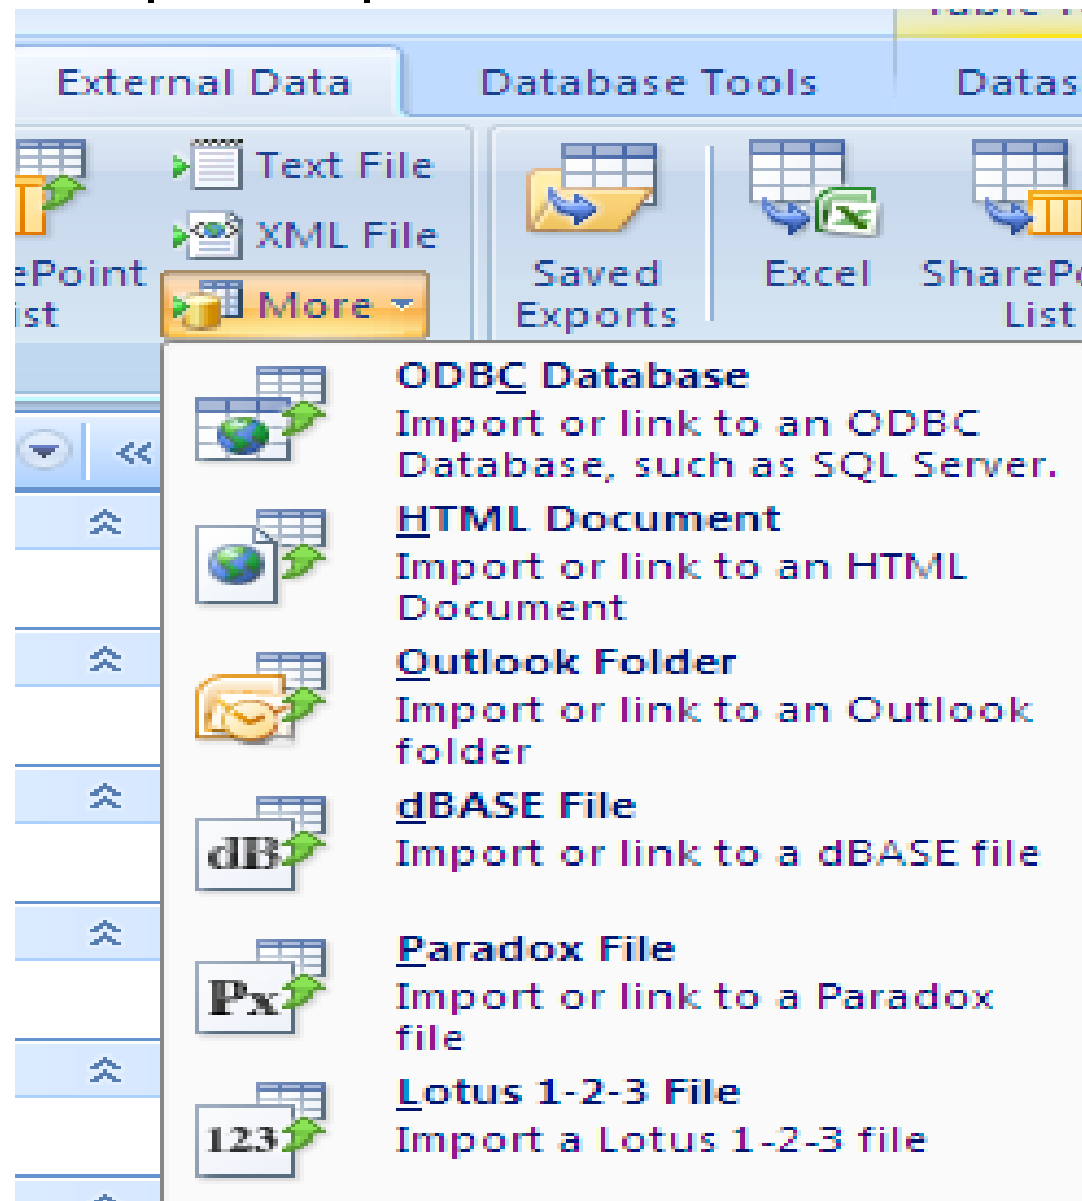 External Data
Database Tools
Datas
Text File
XML File
ePoint
ist
More
Saved
Exports
Excel
SharePo
List
ODBC Database
Import or link to an ODBC
Database, such as SQL Server.
HTML Document
Import or link to an HTML
Document
Outlook Folder
Import or link to an Outlook
folder
dB
dBASE File
Import or link to a dBASE file
Px
Paradox File
Import or link to a Paradox
file
123
Lotus 1-2-3 File
Import a Lotus 1-2-3 file